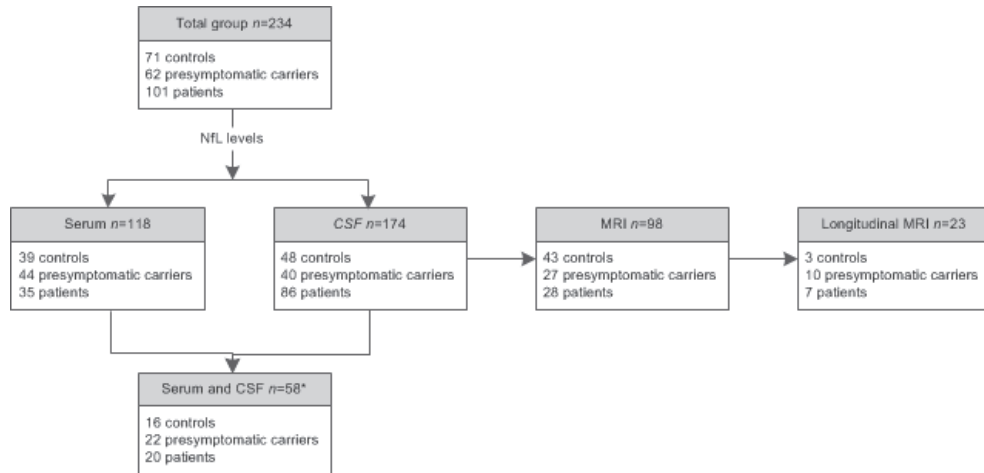 Total group n=234
71 controls
62 presymptomatic carriers
101 patients
NfL levels
Serum n=118
39 controls
44 presymptomatic carriers
35 patients
CSF n=174
48 controls
40 presymptomatic carriers
86 patients
MRI n=98
43 controls
27 presymptomatic carriers
28 patients
Longitudinal MRI n=23
3 controls
10 presymptomatic carriers
7 patients
Serum and CSF n=58*
16 controls
22 presymptomatic carriers
20 patients